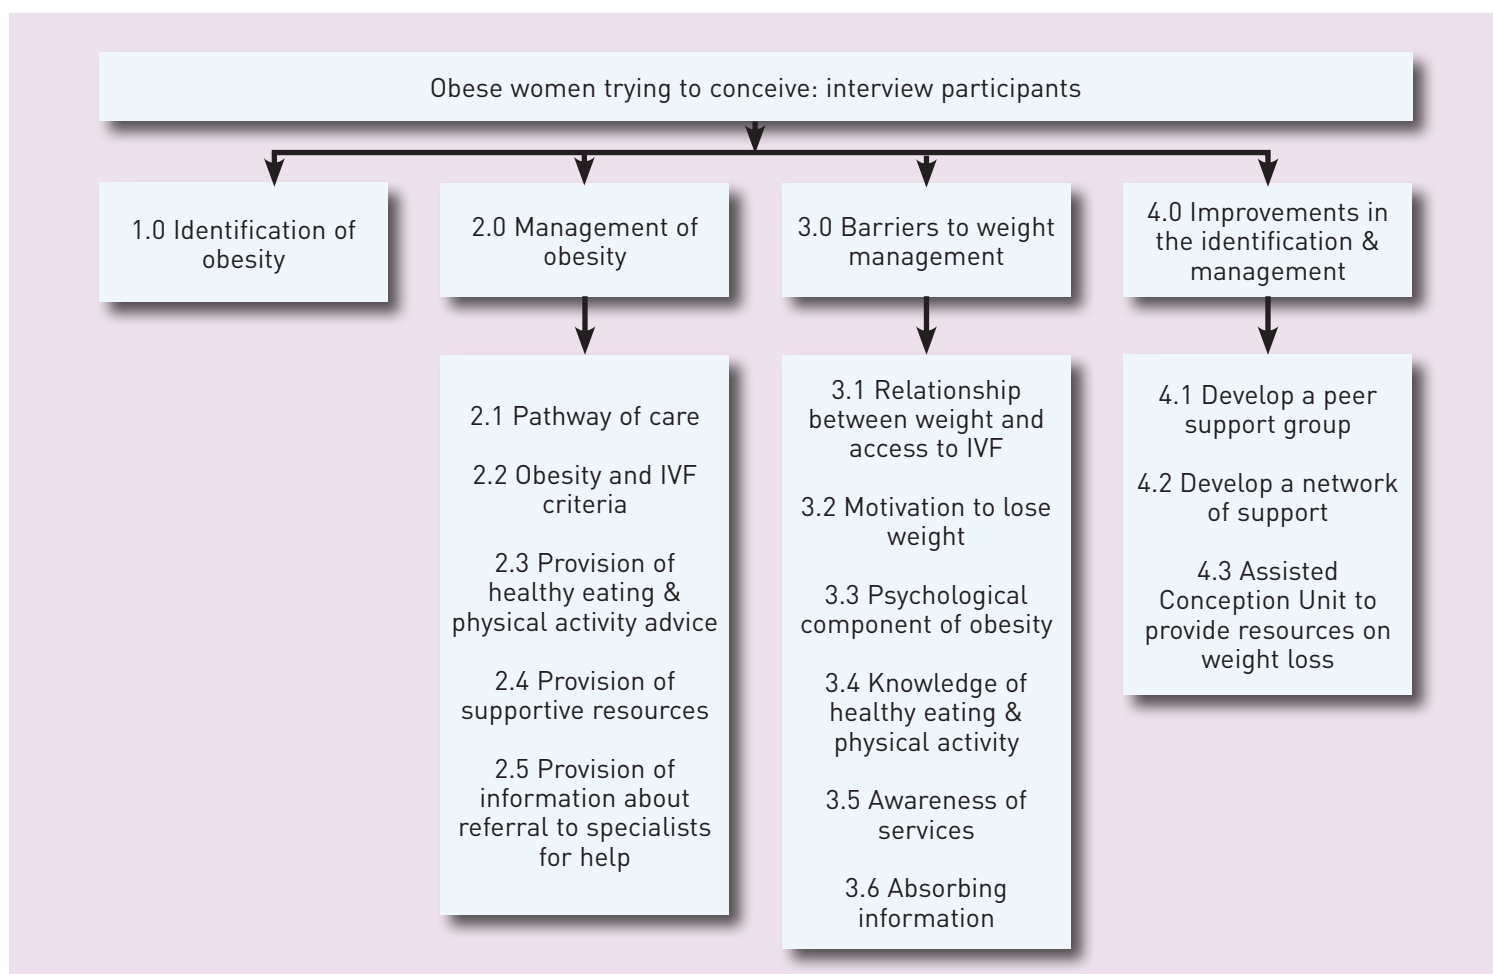 Obese women trying to conceive: interview participants
1.0 Identification of
obesity
2.0 Management of
obesity
3.0 Barriers to weight
management
4.0 Improvements in
the identification &
management
2.1 Pathway of care
2.2 Obesity and IVF
criteria
2.3 Provision of
healthy eating &
physical activity advice
2.4 Provision of
supportive resources
2.5 Provision of
information about
referral to specialists
for help
3.1 Relationship
between weight and
access to IVF
3.2 Motivation to lose
weight
3.3 Psychological
component of obesity
3.4 Knowledge of
healthy eating &
physical activity
3.5 Awareness of
services
3.6 Absorbing
information
4.1 Develop a peer
support group
4.2 Develop a network
of support
4.3 Assisted
Conception Unit to
provide resources on
weight loss